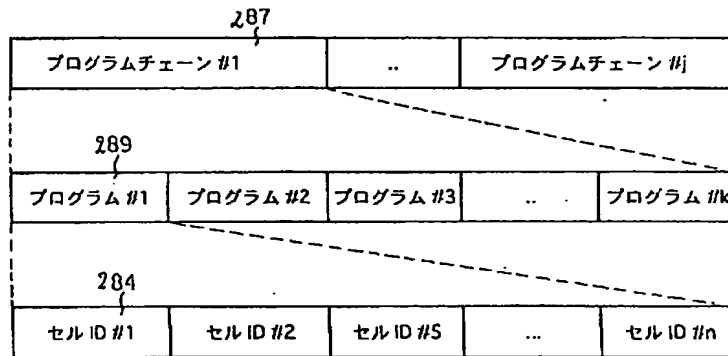 287
プログラムチェーン #1 .. プログラムチェーン #j
289
プログラム #1 プログラム #2 プログラム #3 .. プログラム #k
284
セル ID #1 セル ID #2 セル ID #5 ... セル ID #n